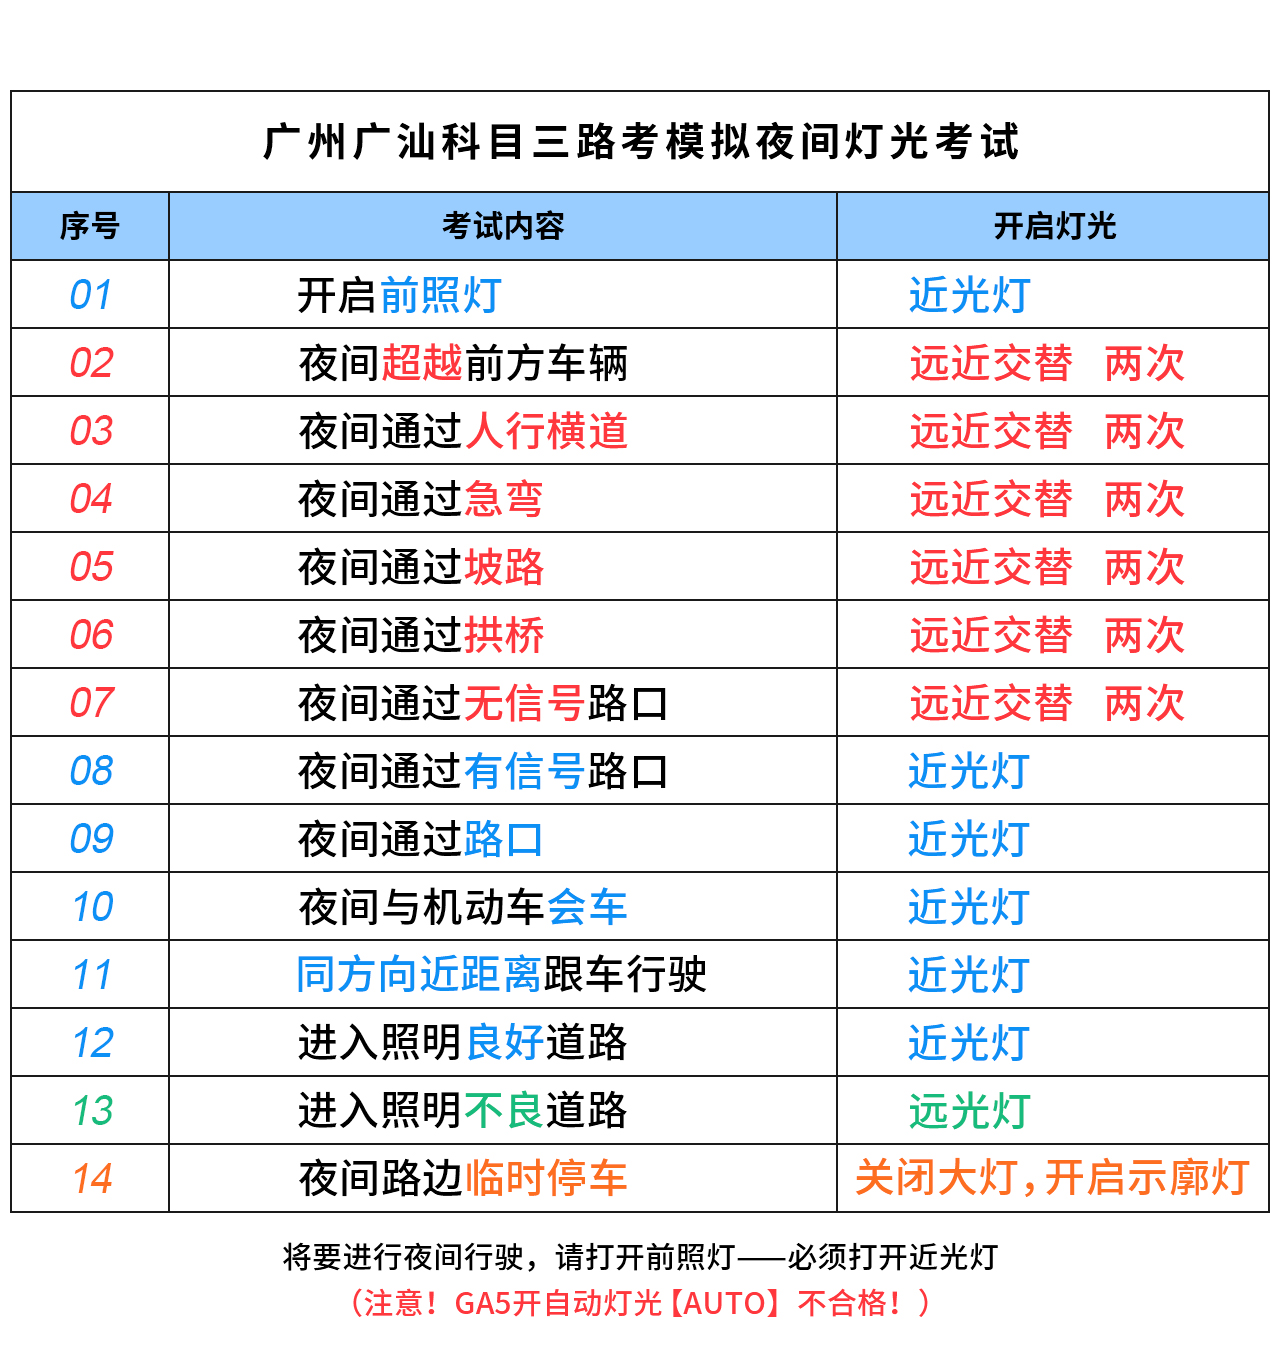 广州广汕科目三路考模拟夜间灯光考试
序号 考试内容 开启灯光
01 开启前照灯 近光灯
02 夜间超越前方车辆 远近交替 两次
03 夜间通过人行横道 远近交替 两次
04 夜间通过急弯 远近交替 两次
05 夜间通过坡路 远近交替 两次
06 夜间通过拱桥 远近交替 两次
07 夜间通过无信号路口 远近交替 两次
08 夜间通过有信号路口 近光灯
09 夜间通过路口 近光灯
10 夜间与机动车会车 近光灯
11 同方向近距离跟车行驶 近光灯
12 进入照明良好道路 近光灯
13 进入照明不良道路 远光灯
14 夜间路边临时停车 关闭大灯，开启示廓灯
将要进行夜间行驶，请打开前照灯——必须打开近光灯
（注意！GA5开自动灯光【AUTO】不合格！）